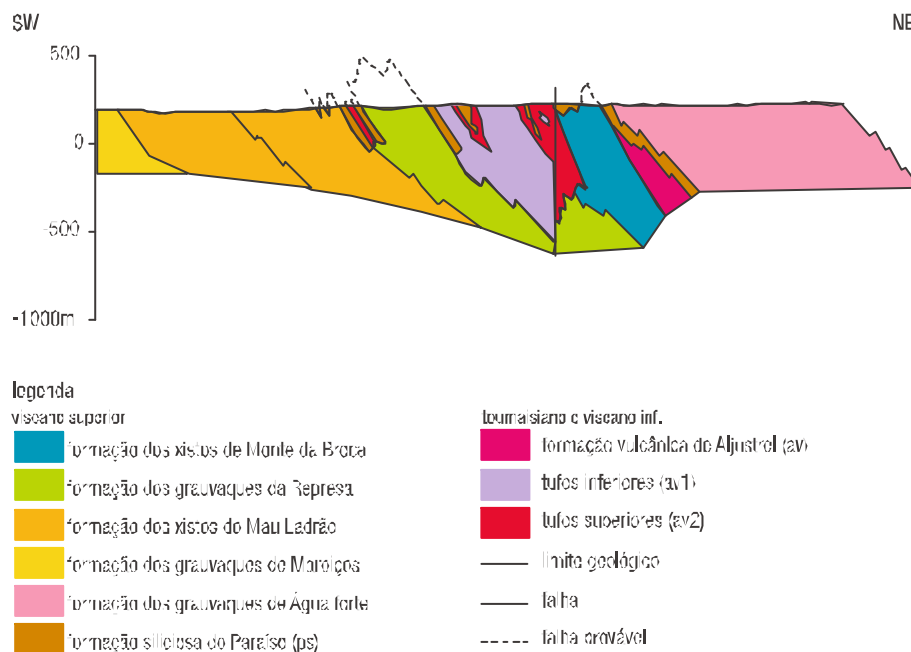 SW
NE
500
0
-500
-1000m
legenda
viseano superior
formação dos xistos de Monte da Broca
formação dos grauvaques da Represa
formação dos xistos do Mau Ladrão
formação dos grauvaques de
formação dos grauvaques de Água forte
formação siliciosa do Paraíso (ps)
tournaisiano e viseano inf.
formação vulcânica de Aljustrel (av)
tufos inferiores (av1)
tufos superiores (av2)
limite geológico
falha
falha provável